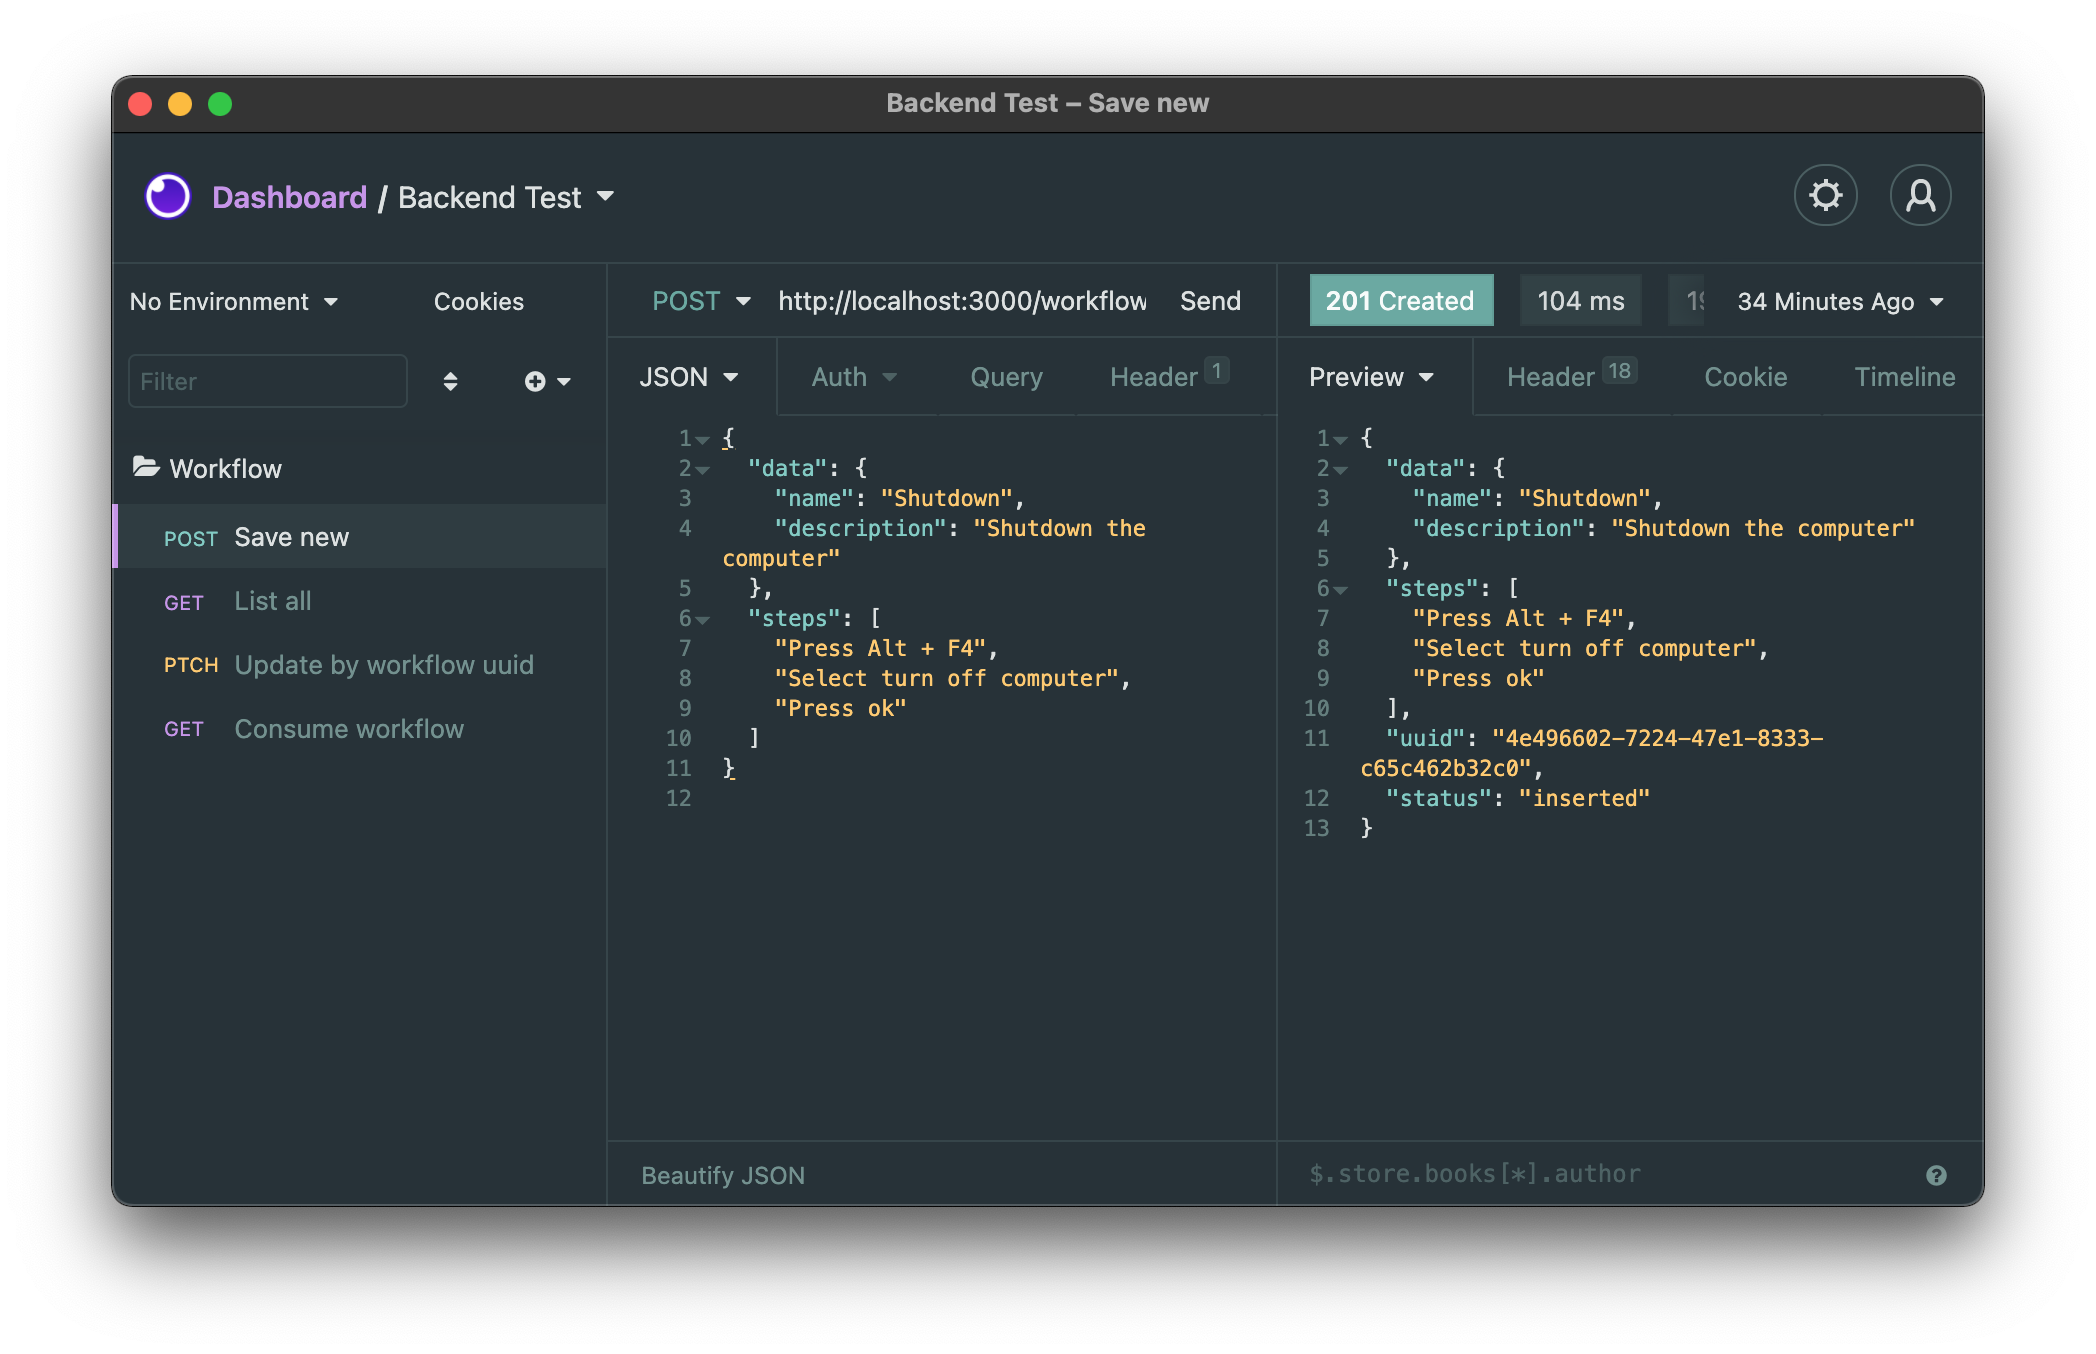 Backend Test – Save new
Dashboard / Backend Test
No Environment
Cookies
Filter
Workflow
POST Save new
GET List all
PTCH Update by workflow uuid
GET Consume workflow
POST http://localhost:3000/workflow Send
JSON Auth Query Header 1
1 {
2 "data": {
3 "name": "Shutdown",
4 "description": "Shutdown the
computer"
5 },
6 "steps": [
7 "Press Alt + F4",
8 "Select turn off computer",
9 "Press ok"
10 ]
11 }
12
Beautify JSON
201 Created 104 ms 34 Minutes Ago
Preview Header 18 Cookie Timeline
1 {
2 "data": {
3 "name": "Shutdown",
4 "description": "Shutdown the computer"
5 },
6 "steps": [
7 "Press Alt + F4",
8 "Select turn off computer",
9 "Press ok"
10 ],
11 "uuid": "4e496602-7224-47e1-8333-
c65c462b32c0",
12 "status": "inserted"
13 }
$.store.books[*].author